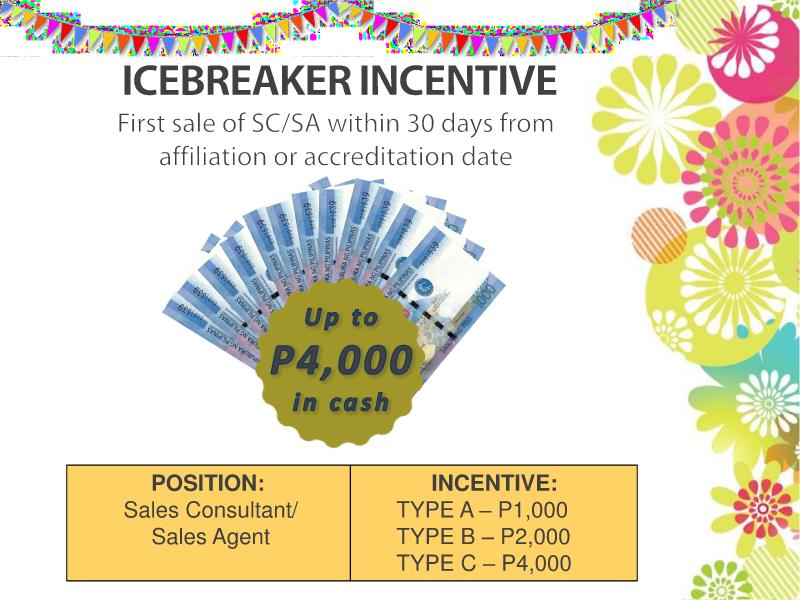 ICEBREAKER INCENTIVE
First sale of SC/SA within 30 days from
affiliation or accreditation date
Up to
P4,000
in cash
POSITION:
Sales Consultant/
Sales Agent
INCENTIVE:
TYPE A – P1,000
TYPE B – P2,000
TYPE C – P4,000